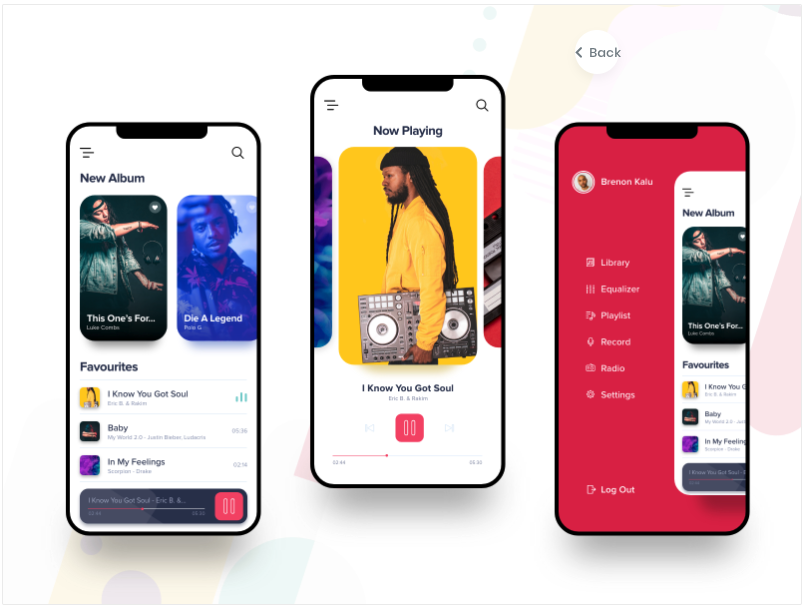 Back
New Album
This One's For...
Luke Combs
Die A Legend
Polo G
Favourites
I Know You Got Soul
Eric B. & Rakim
Baby
My World 2.0 - Justin Bieber, Ludacris
05:36
In My Feelings
Scorpion - Drake
02:14
I Know You Got Soul - Eric B. &...
02:44
05:30
Now Playing
I Know You Got Soul
Eric B. & Rakim
02:44
05:30
Brenon Kalu
Library
Equalizer
Playlist
Record
Radio
Settings
Log Out
New Album
This One's For...
Luke Combs
Favourites
I Know You G
Eric B. & Rakim
Baby
My World 2.0 - Just
In My Feeling
Scorpion - Drake
I Know You Got Soul - Eric B
02:44